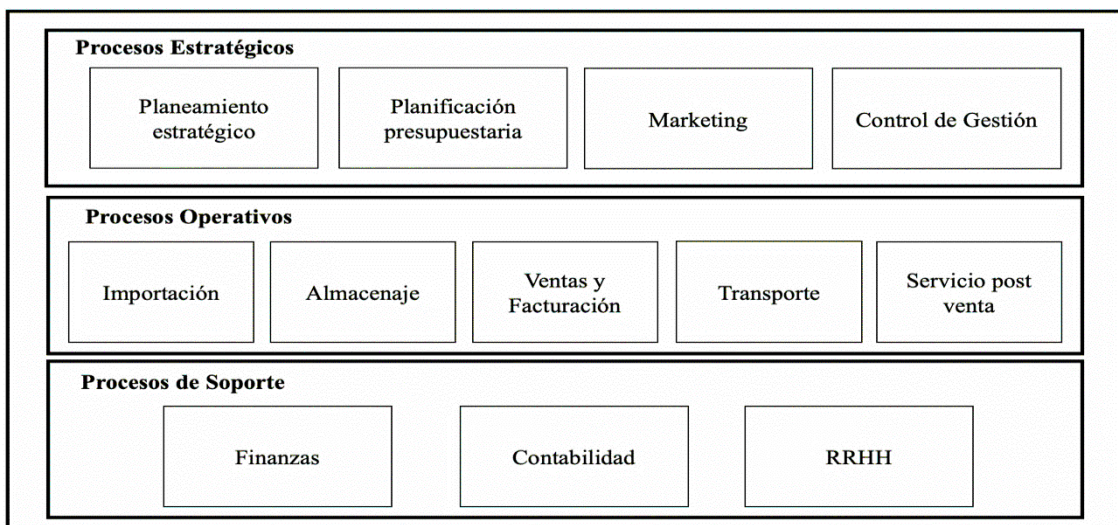 Procesos Estratégicos
Planeamiento
estratégico
Planificación
presupuestaria
Marketing
Control de Gestión
Procesos Operativos
Importación
Almacenaje
Ventas y
Facturación
Transporte
Servicio post
venta
Procesos de Soporte
Finanzas
Contabilidad
RRHH